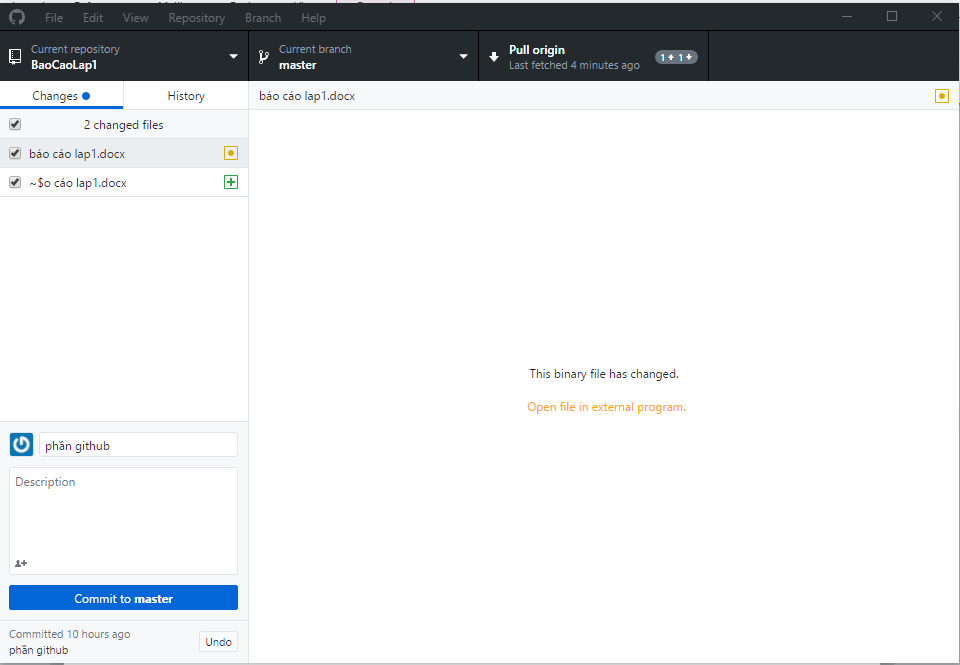 File Edit View Repository Branch Help
Current repository
BaoCaoLap1
Current branch
master
Pull origin
Last fetched 4 minutes ago
1 1
Changes
History
báo cáo lap1.docx
2 changed files
báo cáo lap1.docx
~$o cáo lap1.docx
This binary file has changed.
Open file in external program.
phần github
Description
Commit to master
Committed 10 hours ago
phần github
Undo